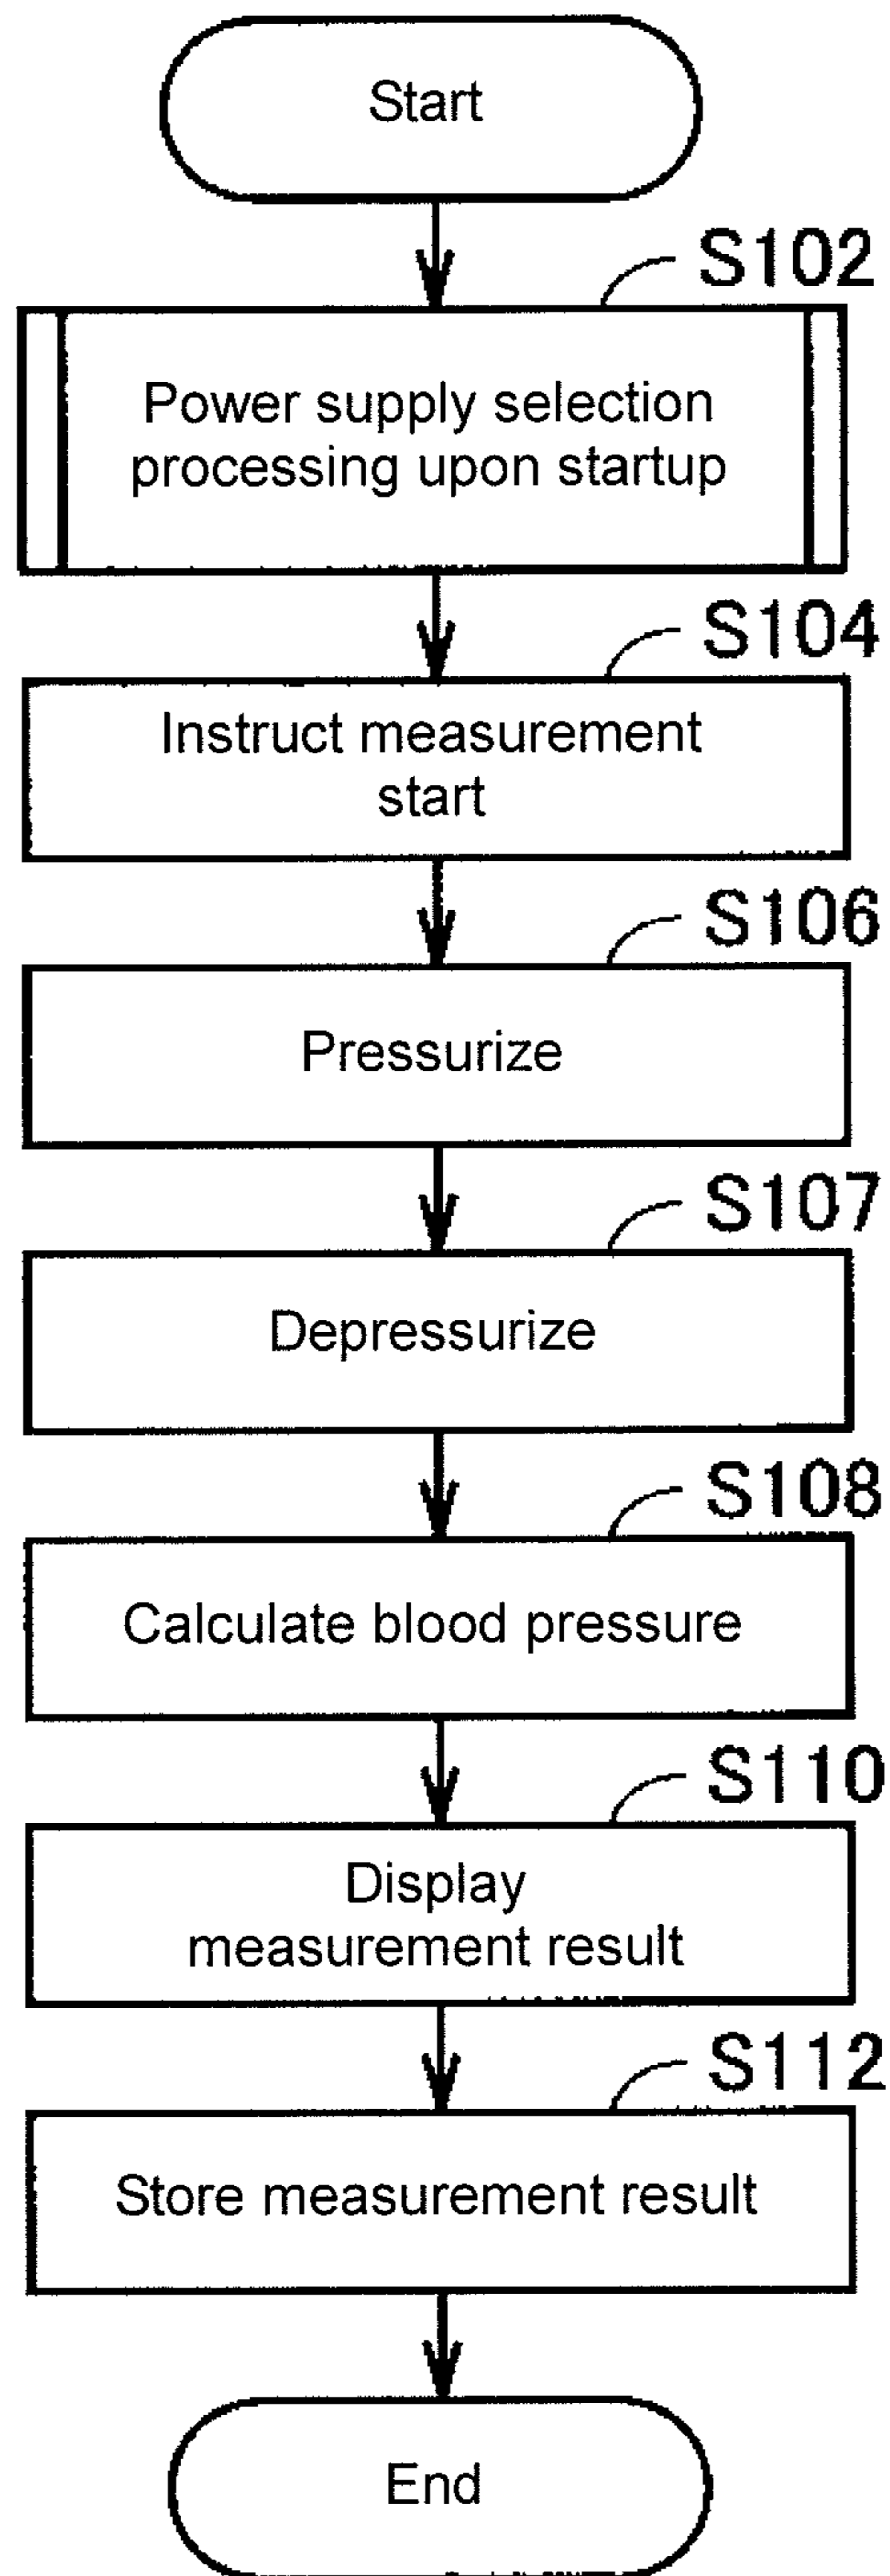 Start
S102
Power supply selection
processing upon startup
S104
Instruct measurement
start
S106
Pressurize
S107
Depressurize
S108
Calculate blood pressure
S110
Display
measurement result
S112
Store measurement result
End